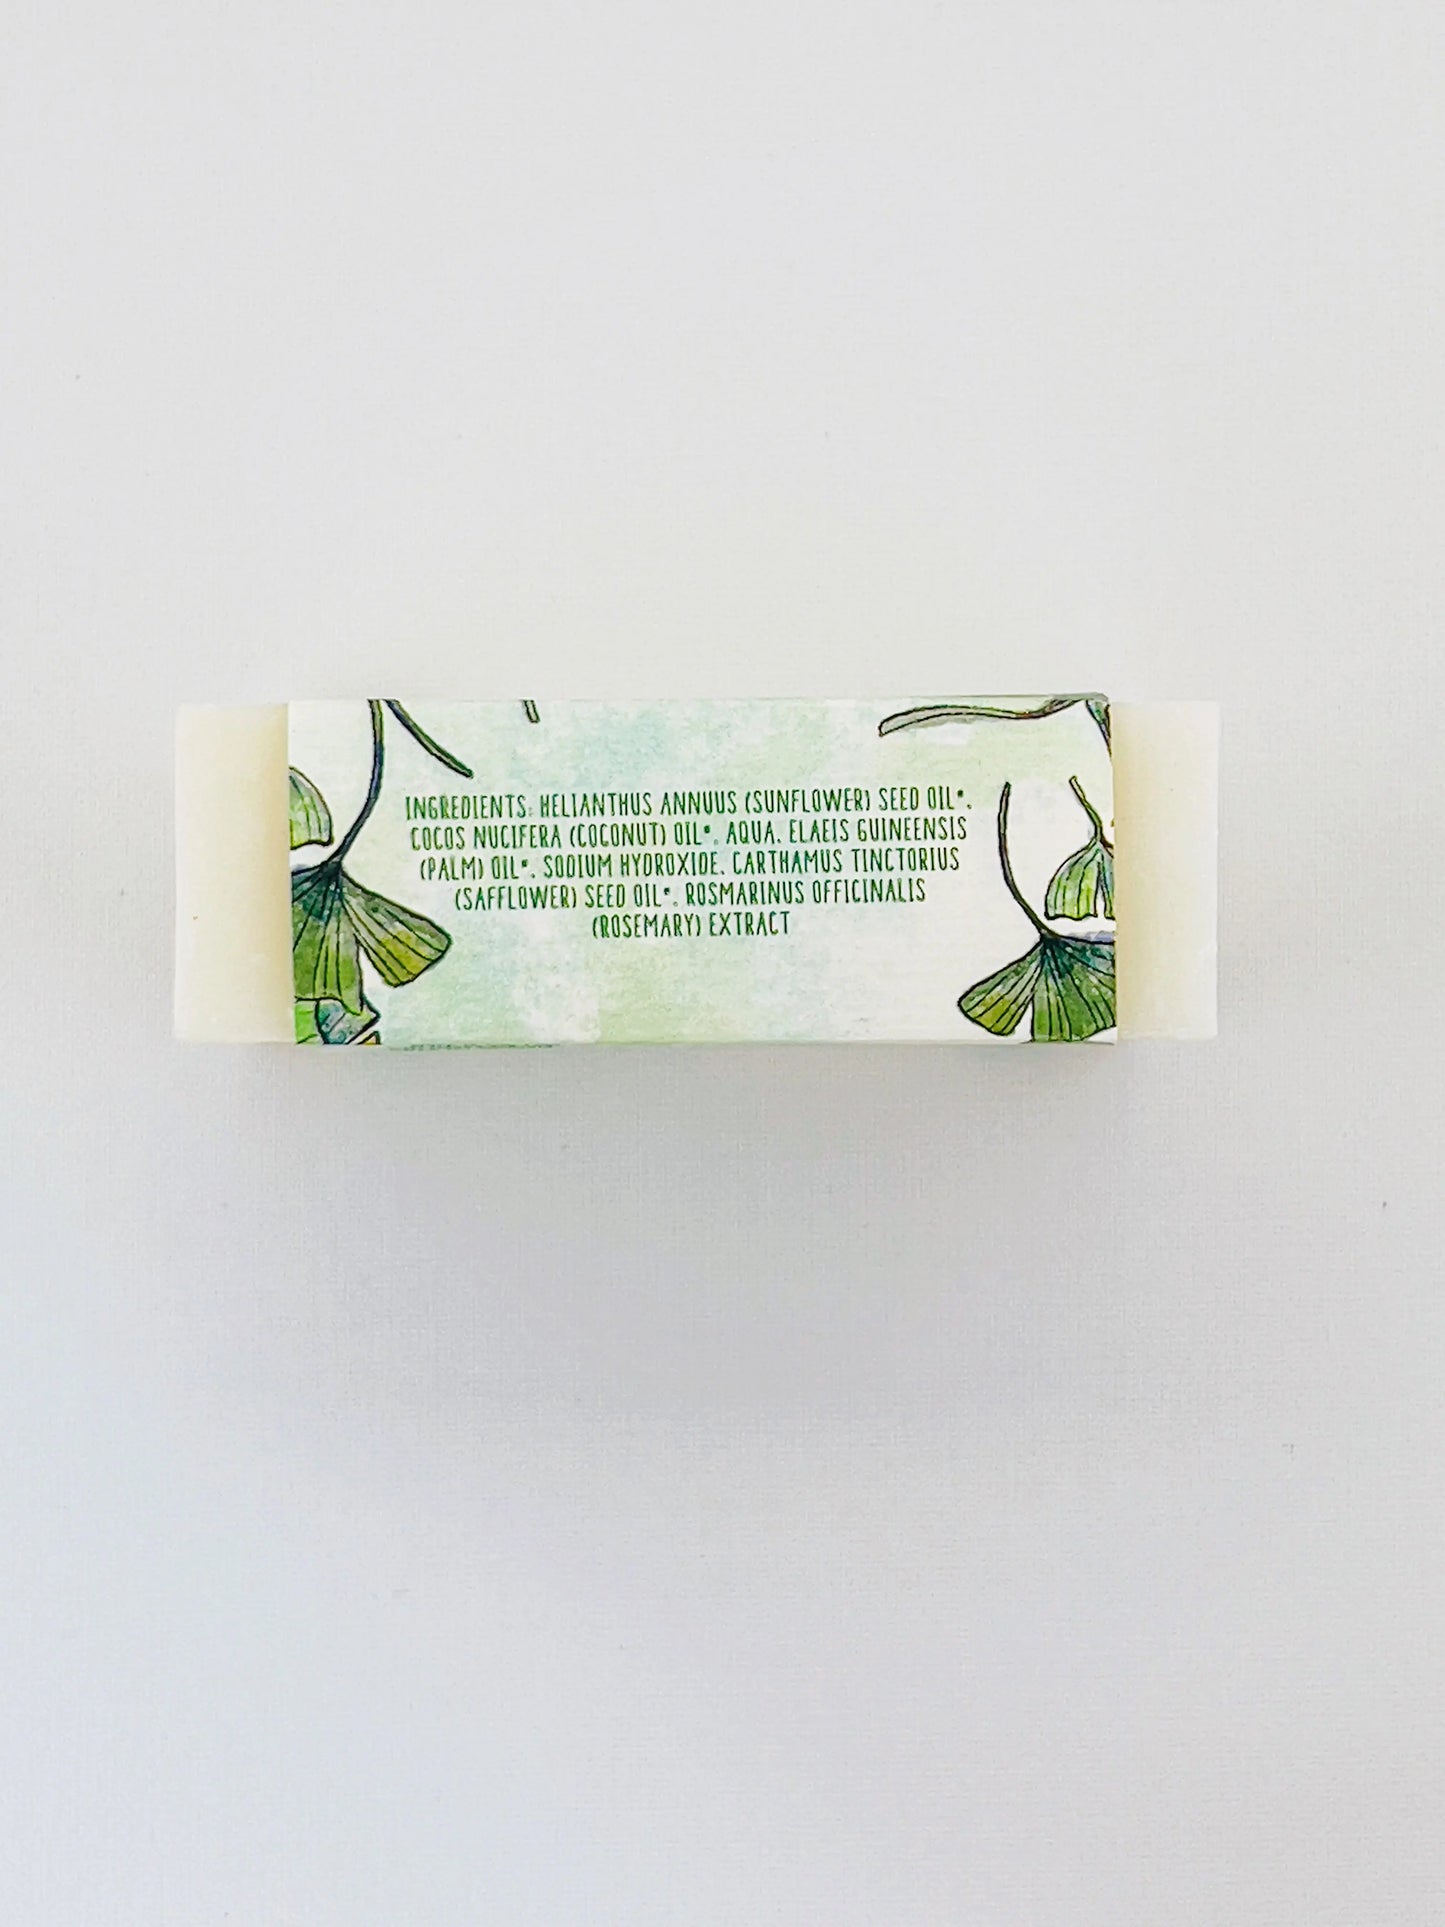 INGREDIENTS: HELIANTHUS ANNUUS (SUNFLOWER) SEED OIL*,
COCOS NUCIFERA (COCONUT) OIL*, AQUA, ELAEIS GUINEENSIS
(PALM) OIL*, SODIUM HYDROXIDE, CARTHAMUS TINCTORIUS
(SAFFLOWER) SEED OIL*, ROSMARINUS OFFICINALIS
(ROSEMARY) EXTRACT